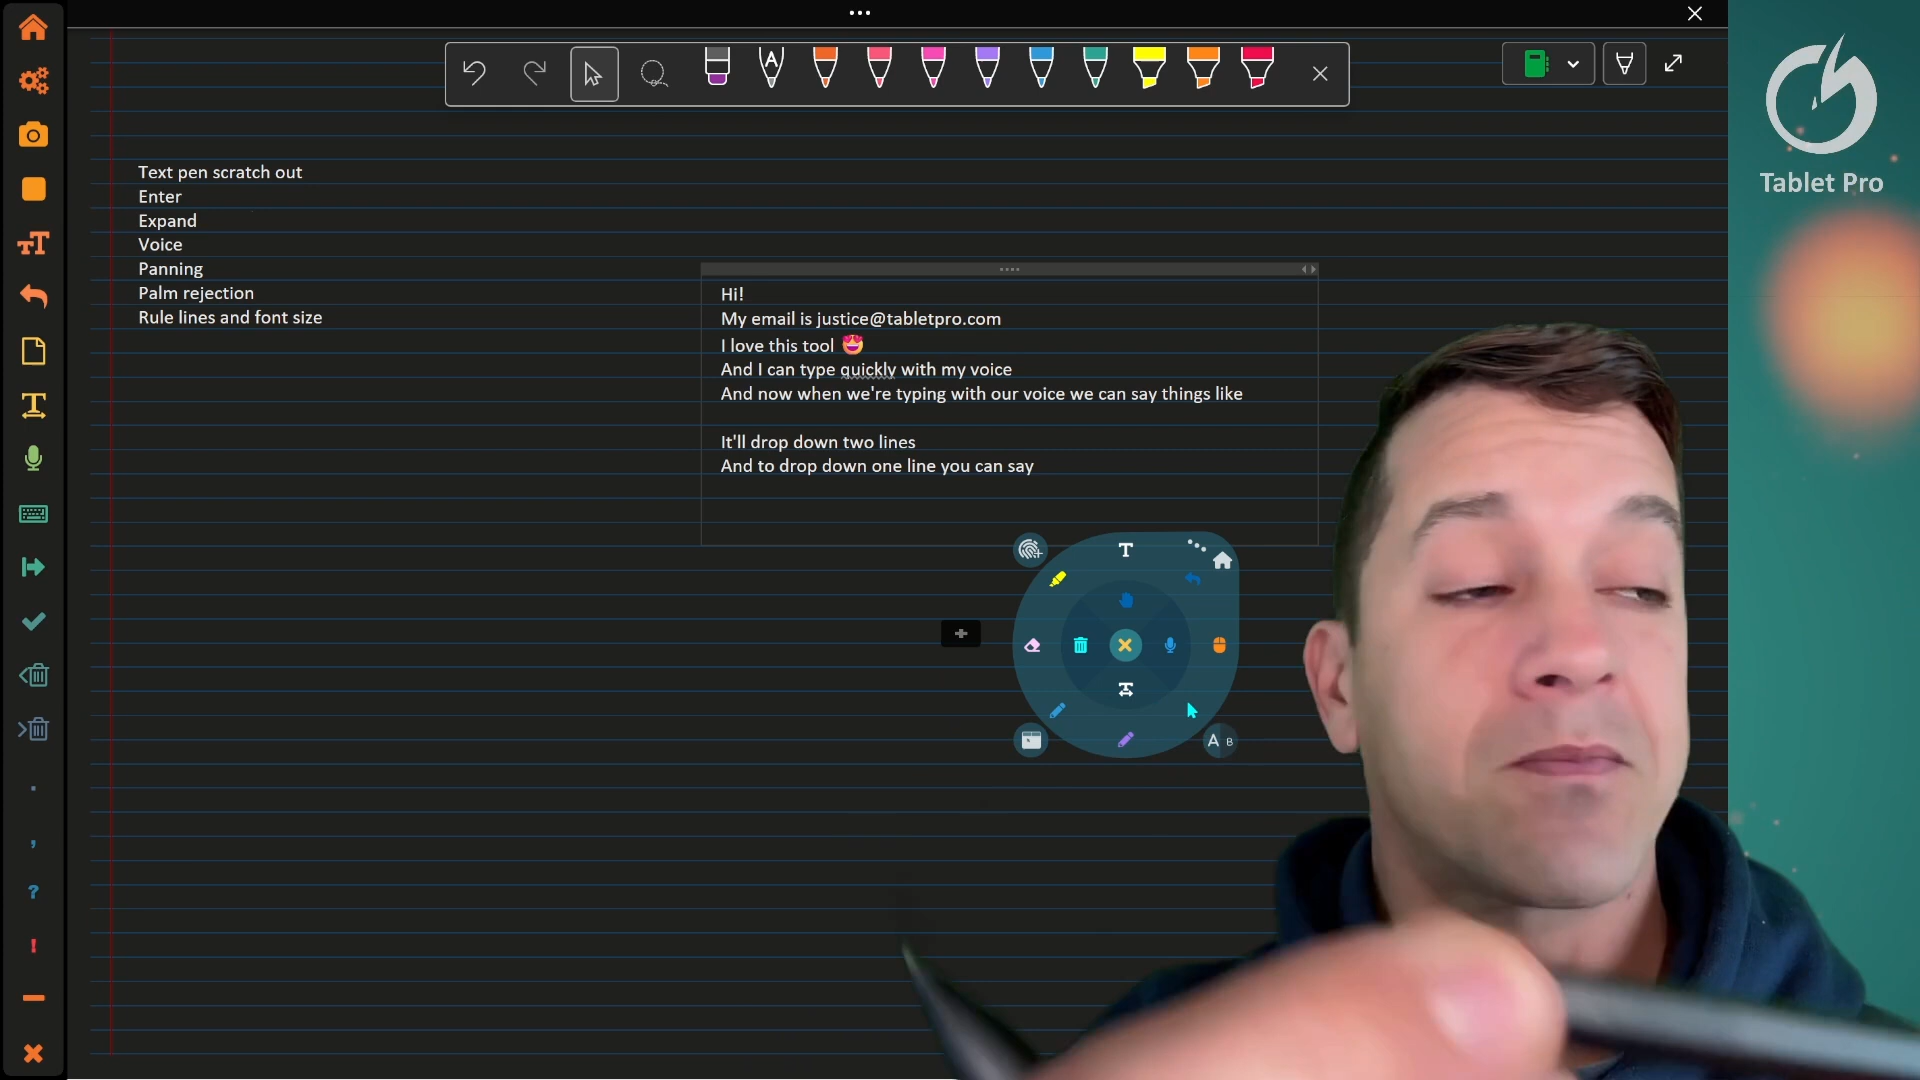 Tablet Pro
Text pen scratch out
Enter
Expand
Voice
Panning
Palm rejection
Rule lines and font size
Hi!
My email is justice@tabletpro.com
I love this tool 😍
And I can type quickly with my voice
And now when we're typing with our voice we can say things like
It'll drop down two lines
And to drop down one line you can say
A B